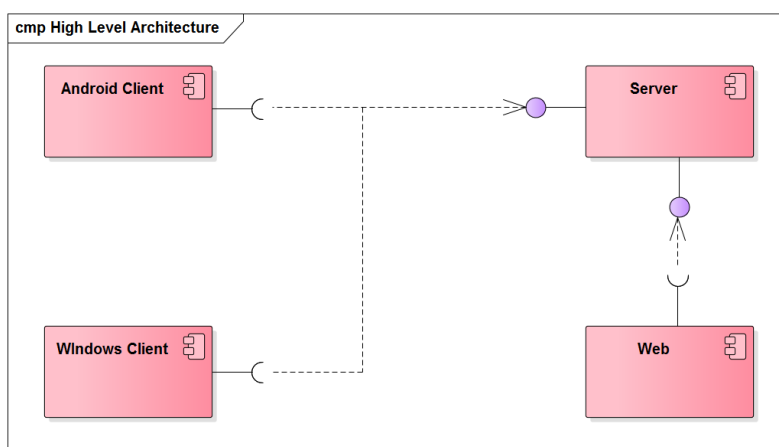 cmp High Level Architecture
Android Client
Server
WIndows Client
Web